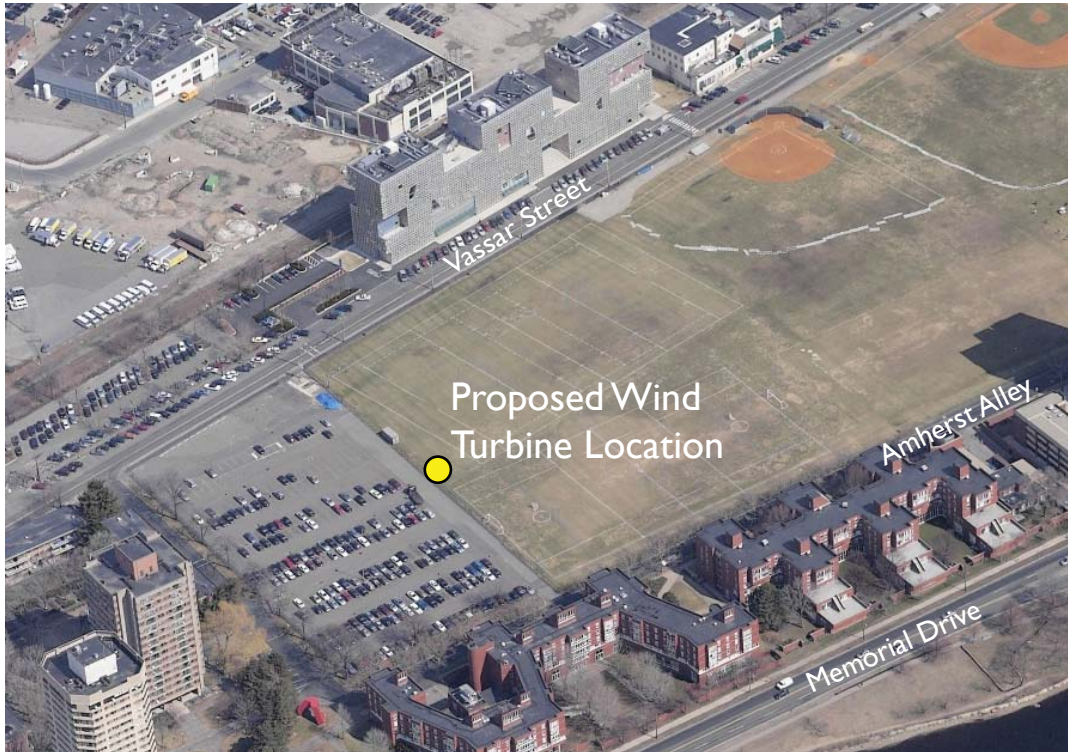 Vassar Street
Proposed Wind
Turbine Location
Amherst Alley
Memorial Drive